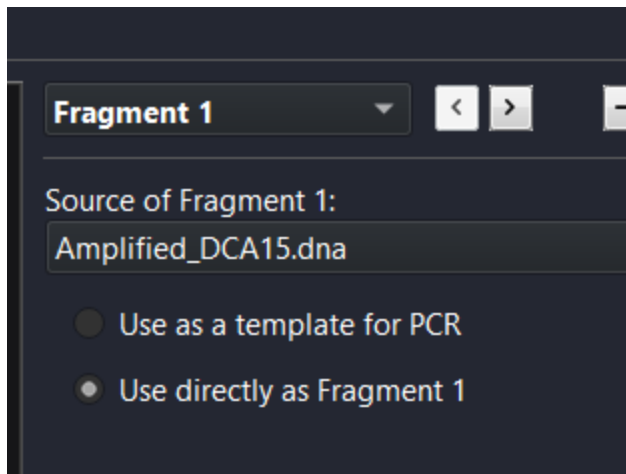 Fragment 1
Source of Fragment 1:
Amplified_DCA15.dna
Use as a template for PCR
Use directly as Fragment 1